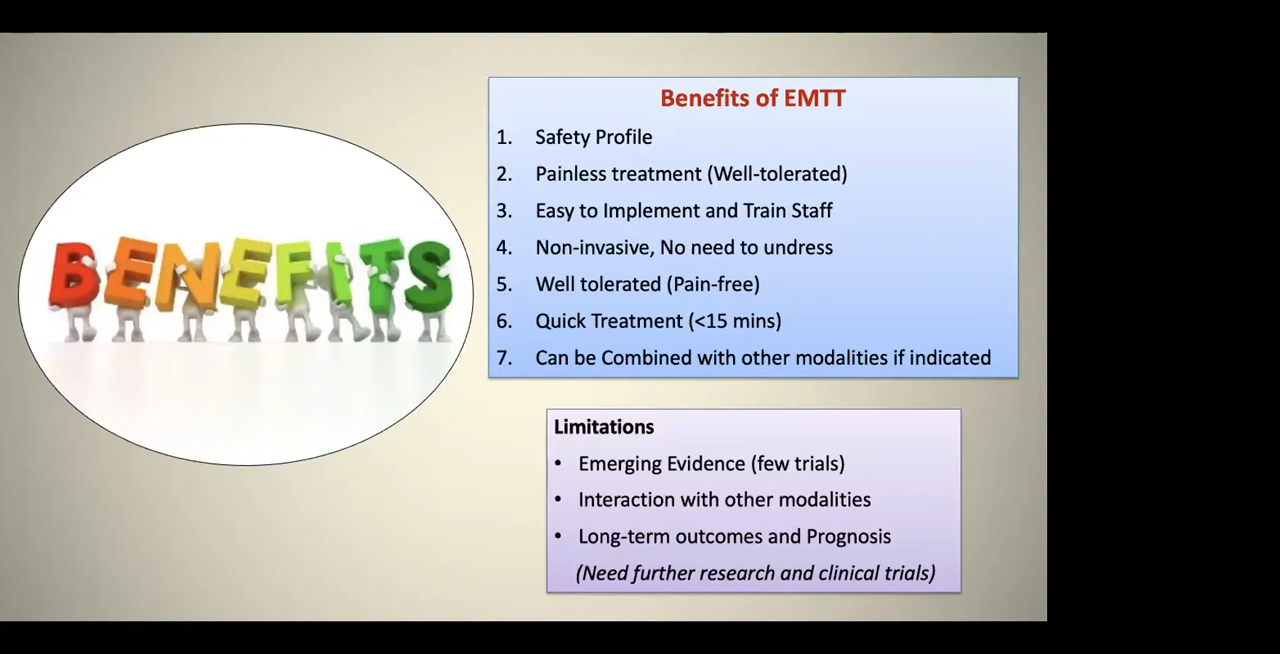 BENEFITS
Benefits of EMTT
1. Safety Profile
2. Painless treatment (Well-tolerated)
3. Easy to Implement and Train Staff
4. Non-invasive, No need to undress
5. Well tolerated (Pain-free)
6. Quick Treatment (<15 mins)
7. Can be Combined with other modalities if indicated
Limitations
• Emerging Evidence (few trials)
• Interaction with other modalities
• Long-term outcomes and Prognosis
(Need further research and clinical trials)